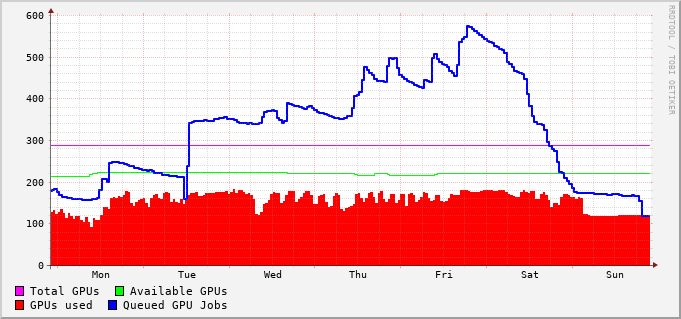 RRDTOOL / TOBI OETIKER
600
500
400
300
200
100
0
Mon Tue Wed Thu Fri Sat Sun
Total GPUs Available GPUs
GPUs used Queued GPU Jobs